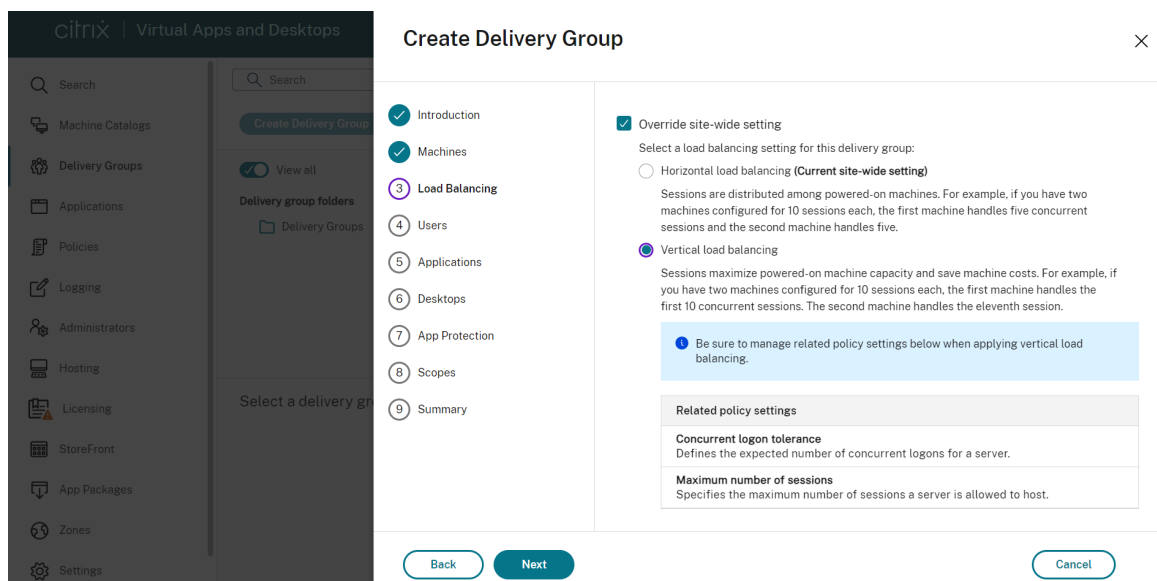 citrix | Virtual Apps and Desktops
Search
Machine Catalogs
Delivery Groups
Applications
Policies
Logging
Administrators
Hosting
Licensing
StoreFront
App Packages
Zones
Settings
Search
Create Delivery Group
View all
Delivery group folders
Delivery Groups
Select a delivery gr
Create Delivery Group
Introduction
Machines
3 Load Balancing
4 Users
5 Applications
6 Desktops
7 App Protection
8 Scopes
9 Summary
Override site-wide setting
Select a load balancing setting for this delivery group:
Horizontal load balancing (Current site-wide setting)
Sessions are distributed among powered-on machines. For example, if you have two
machines configured for 10 sessions each, the first machine handles five concurrent
sessions and the second machine handles five.
Vertical load balancing
Sessions maximize powered-on machine capacity and save machine costs. For example, if
you have two machines configured for 10 sessions each, the first machine handles the
first 10 concurrent sessions. The second machine handles the eleventh session.
Be sure to manage related policy settings below when applying vertical load
balancing.
Related policy settings
Concurrent logon tolerance
Defines the expected number of concurrent logons for a server.
Maximum number of sessions
Specifies the maximum number of sessions a server is allowed to host.
Back
Next
Cancel